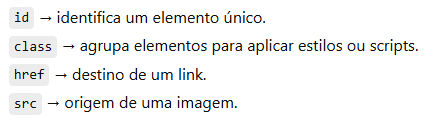 id → identifica um elemento único.
class → agrupa elementos para aplicar estilos ou scripts.
href → destino de um link.
src → origem de uma imagem.